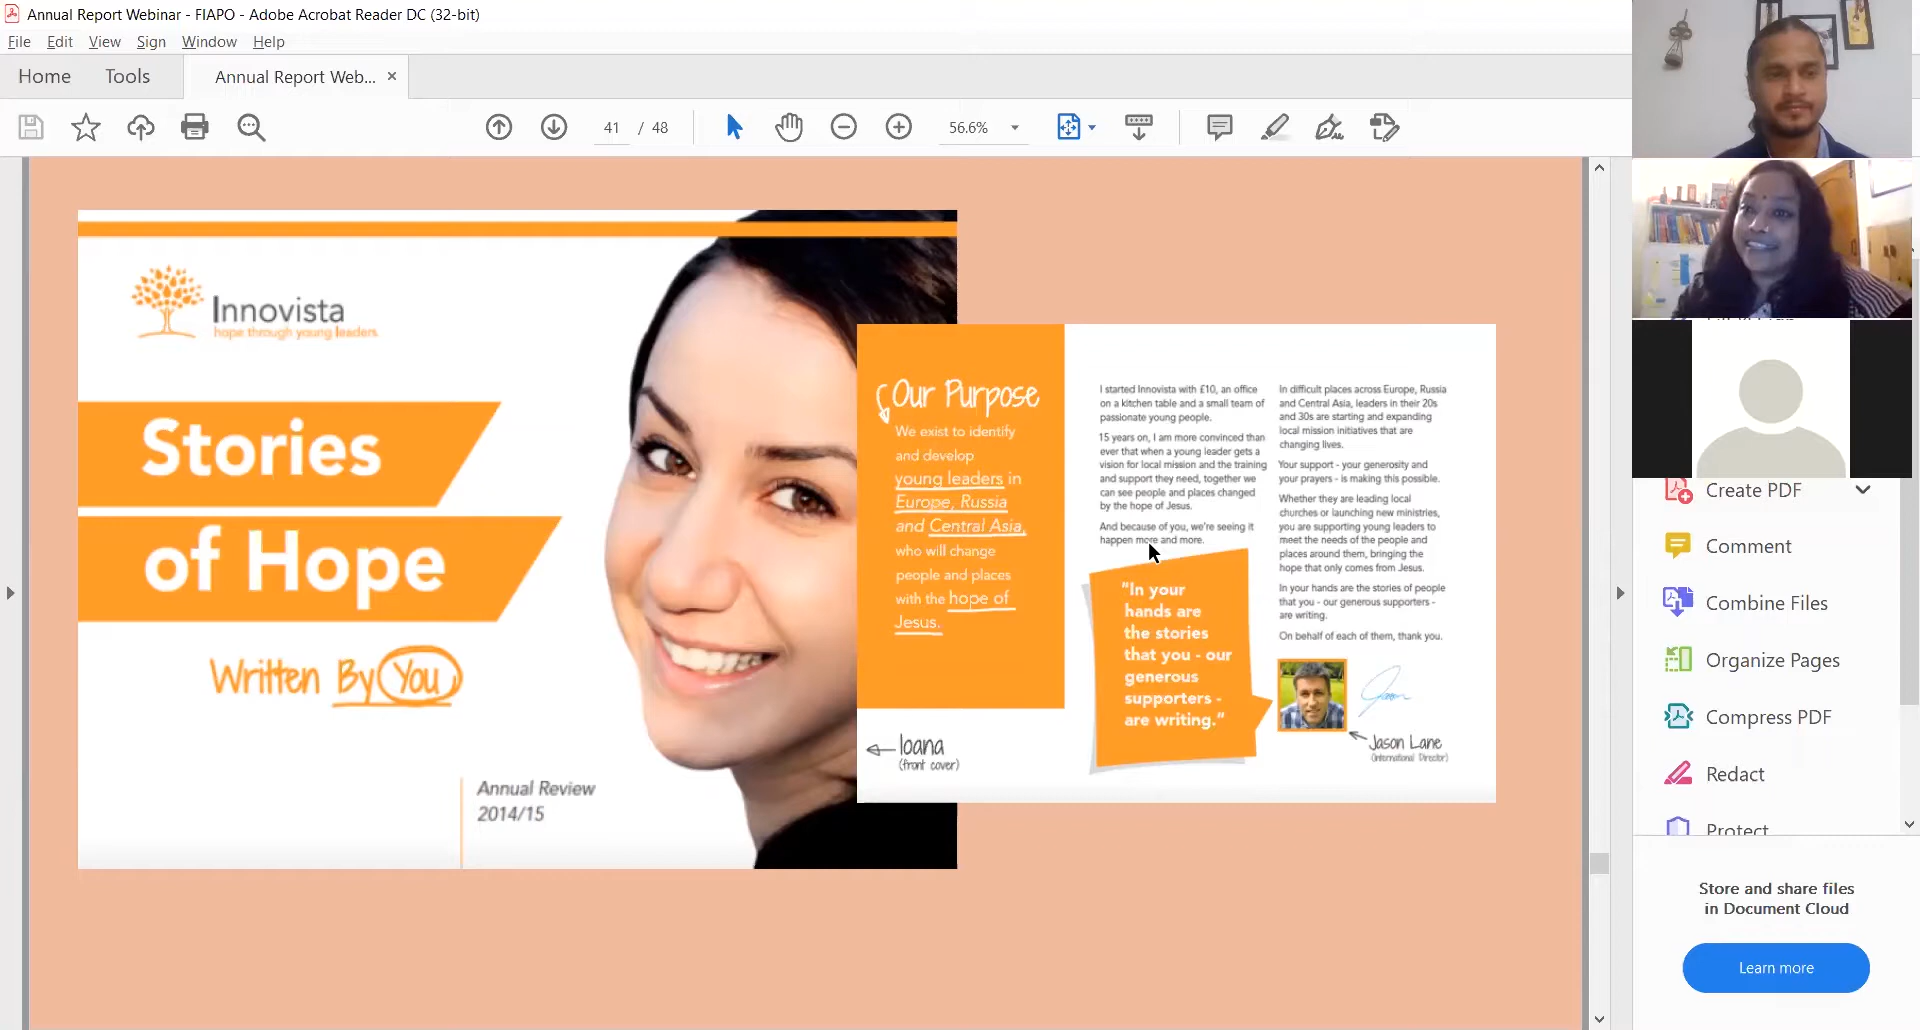 Annual Report Webinar - FIAPO - Adobe Acrobat Reader DC (32-bit)
File Edit View Sign Window Help
Home Tools Annual Report Web... ×
41 / 48 56.6%
Innovista
hope through young leaders
Stories
of Hope
Written By You
Annual Review
2014/15
Our Purpose
We exist to identify
and develop
young leaders in
Europe, Russia
and Central Asia,
who will change
people and places
with the hope of
Jesus.
Ioana
(front cover)
I started Innovista with £10, an office
on a kitchen table and a small team of
passionate young people.
15 years on, I am more convinced than
ever that when a young leader gets a
vision for local mission and the training
and support they need, together we
can see people and places changed
by the hope of Jesus.
And because of you, we're seeing it
happen more and more.
"In your
hands are
the stories
that you - our
generous
supporters -
are writing."
In difficult places across Europe, Russia
and Central Asia, leaders in their 20s
and 30s are starting and expanding
local mission initiatives that are
changing lives.
Your support - your generosity and
your prayers - is making this possible.
Whether they are leading local
churches or launching new ministries,
you are supporting young leaders to
meet the needs of the people and
places around them, bringing the
hope that only comes from Jesus.
In your hands are the stories of people
that you - our generous supporters -
are writing.
On behalf of each of them, thank you.
Jason
Jason Lane
(International Director)
Create PDF
Comment
Combine Files
Organize Pages
Compress PDF
Redact
Protect
Store and share files
in Document Cloud
Learn more